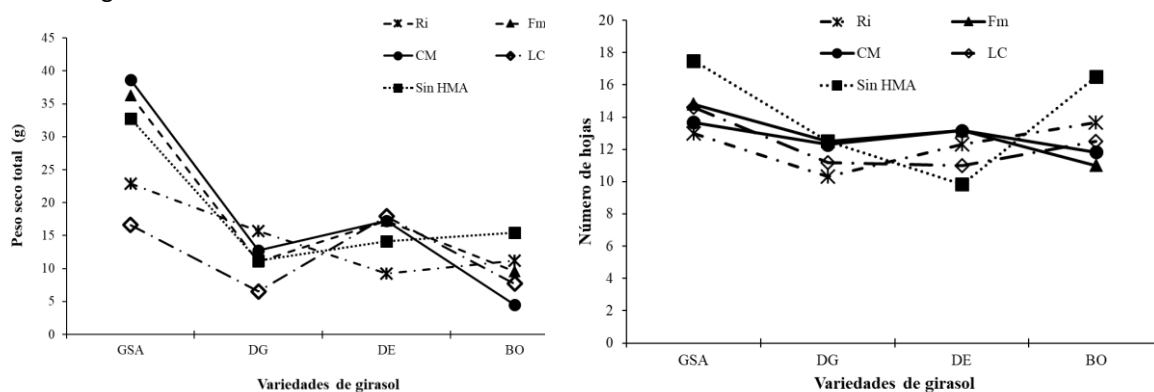 Ri
Fm
CM
LC
Sin HMA
Peso seco total (g)
45
40
35
30
25
20
15
10
5
0
GSA
DG
DE
BO
Variedades de girasol
Ri
Fm
CM
LC
Sin HMA
Número de hojas
20
18
16
14
12
10
8
6
4
2
0
GSA
DG
DE
BO
Variedades de girasol